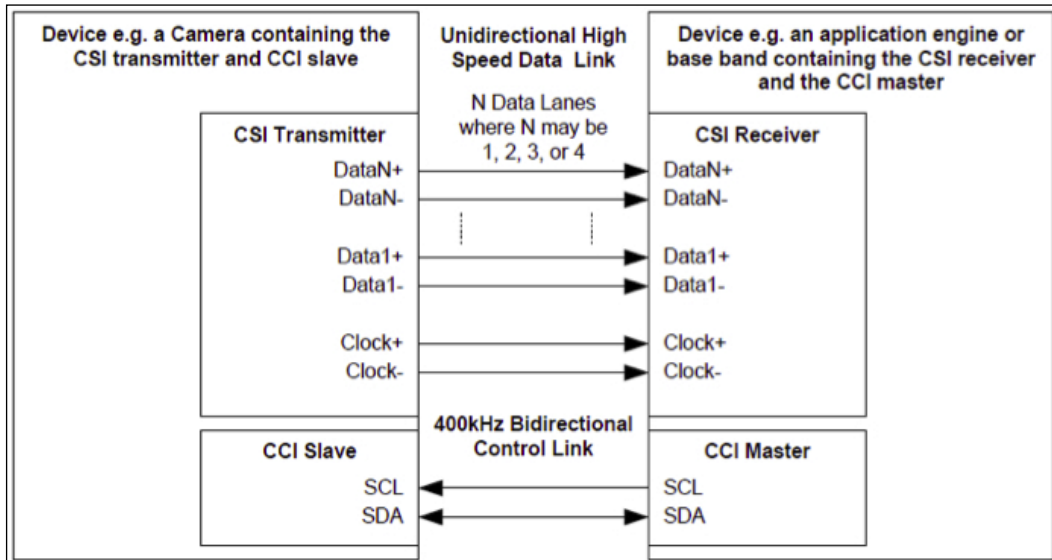 Device e.g. a Camera containing the
CSI transmitter and CCI slave
Unidirectional High
Speed Data Link
N Data Lanes
where N may be
1, 2, 3, or 4
Device e.g. an application engine or
base band containing the CSI receiver
and the CCI master
CSI Transmitter
DataN+
DataN-
Data1+
Data1-
Clock+
Clock-
CSI Receiver
DataN+
DataN-
Data1+
Data1-
Clock+
Clock-
400kHz Bidirectional
Control Link
CCI Slave
SCL
SDA
CCI Master
SCL
SDA